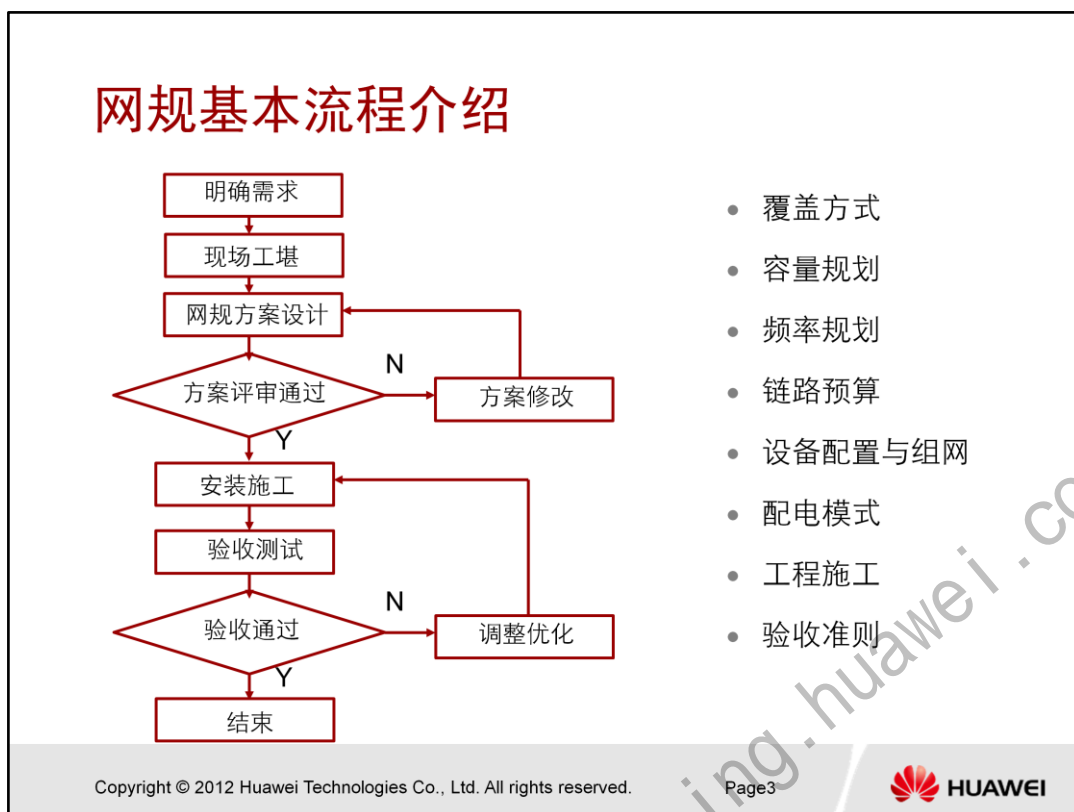 网规基本流程介绍
明确需求
现场工堪
网规方案设计
方案评审通过
N
方案修改
Y
安装施工
验收测试
验收通过
N
调整优化
Y
结束
覆盖方式
容量规划
频率规划
链路预算
设备配置与组网
配电模式
工程施工
验收准则
ing.huawei.co
Copyright © 2012 Huawei Technologies Co., Ltd. All rights reserved.
Page3
HUAWEI